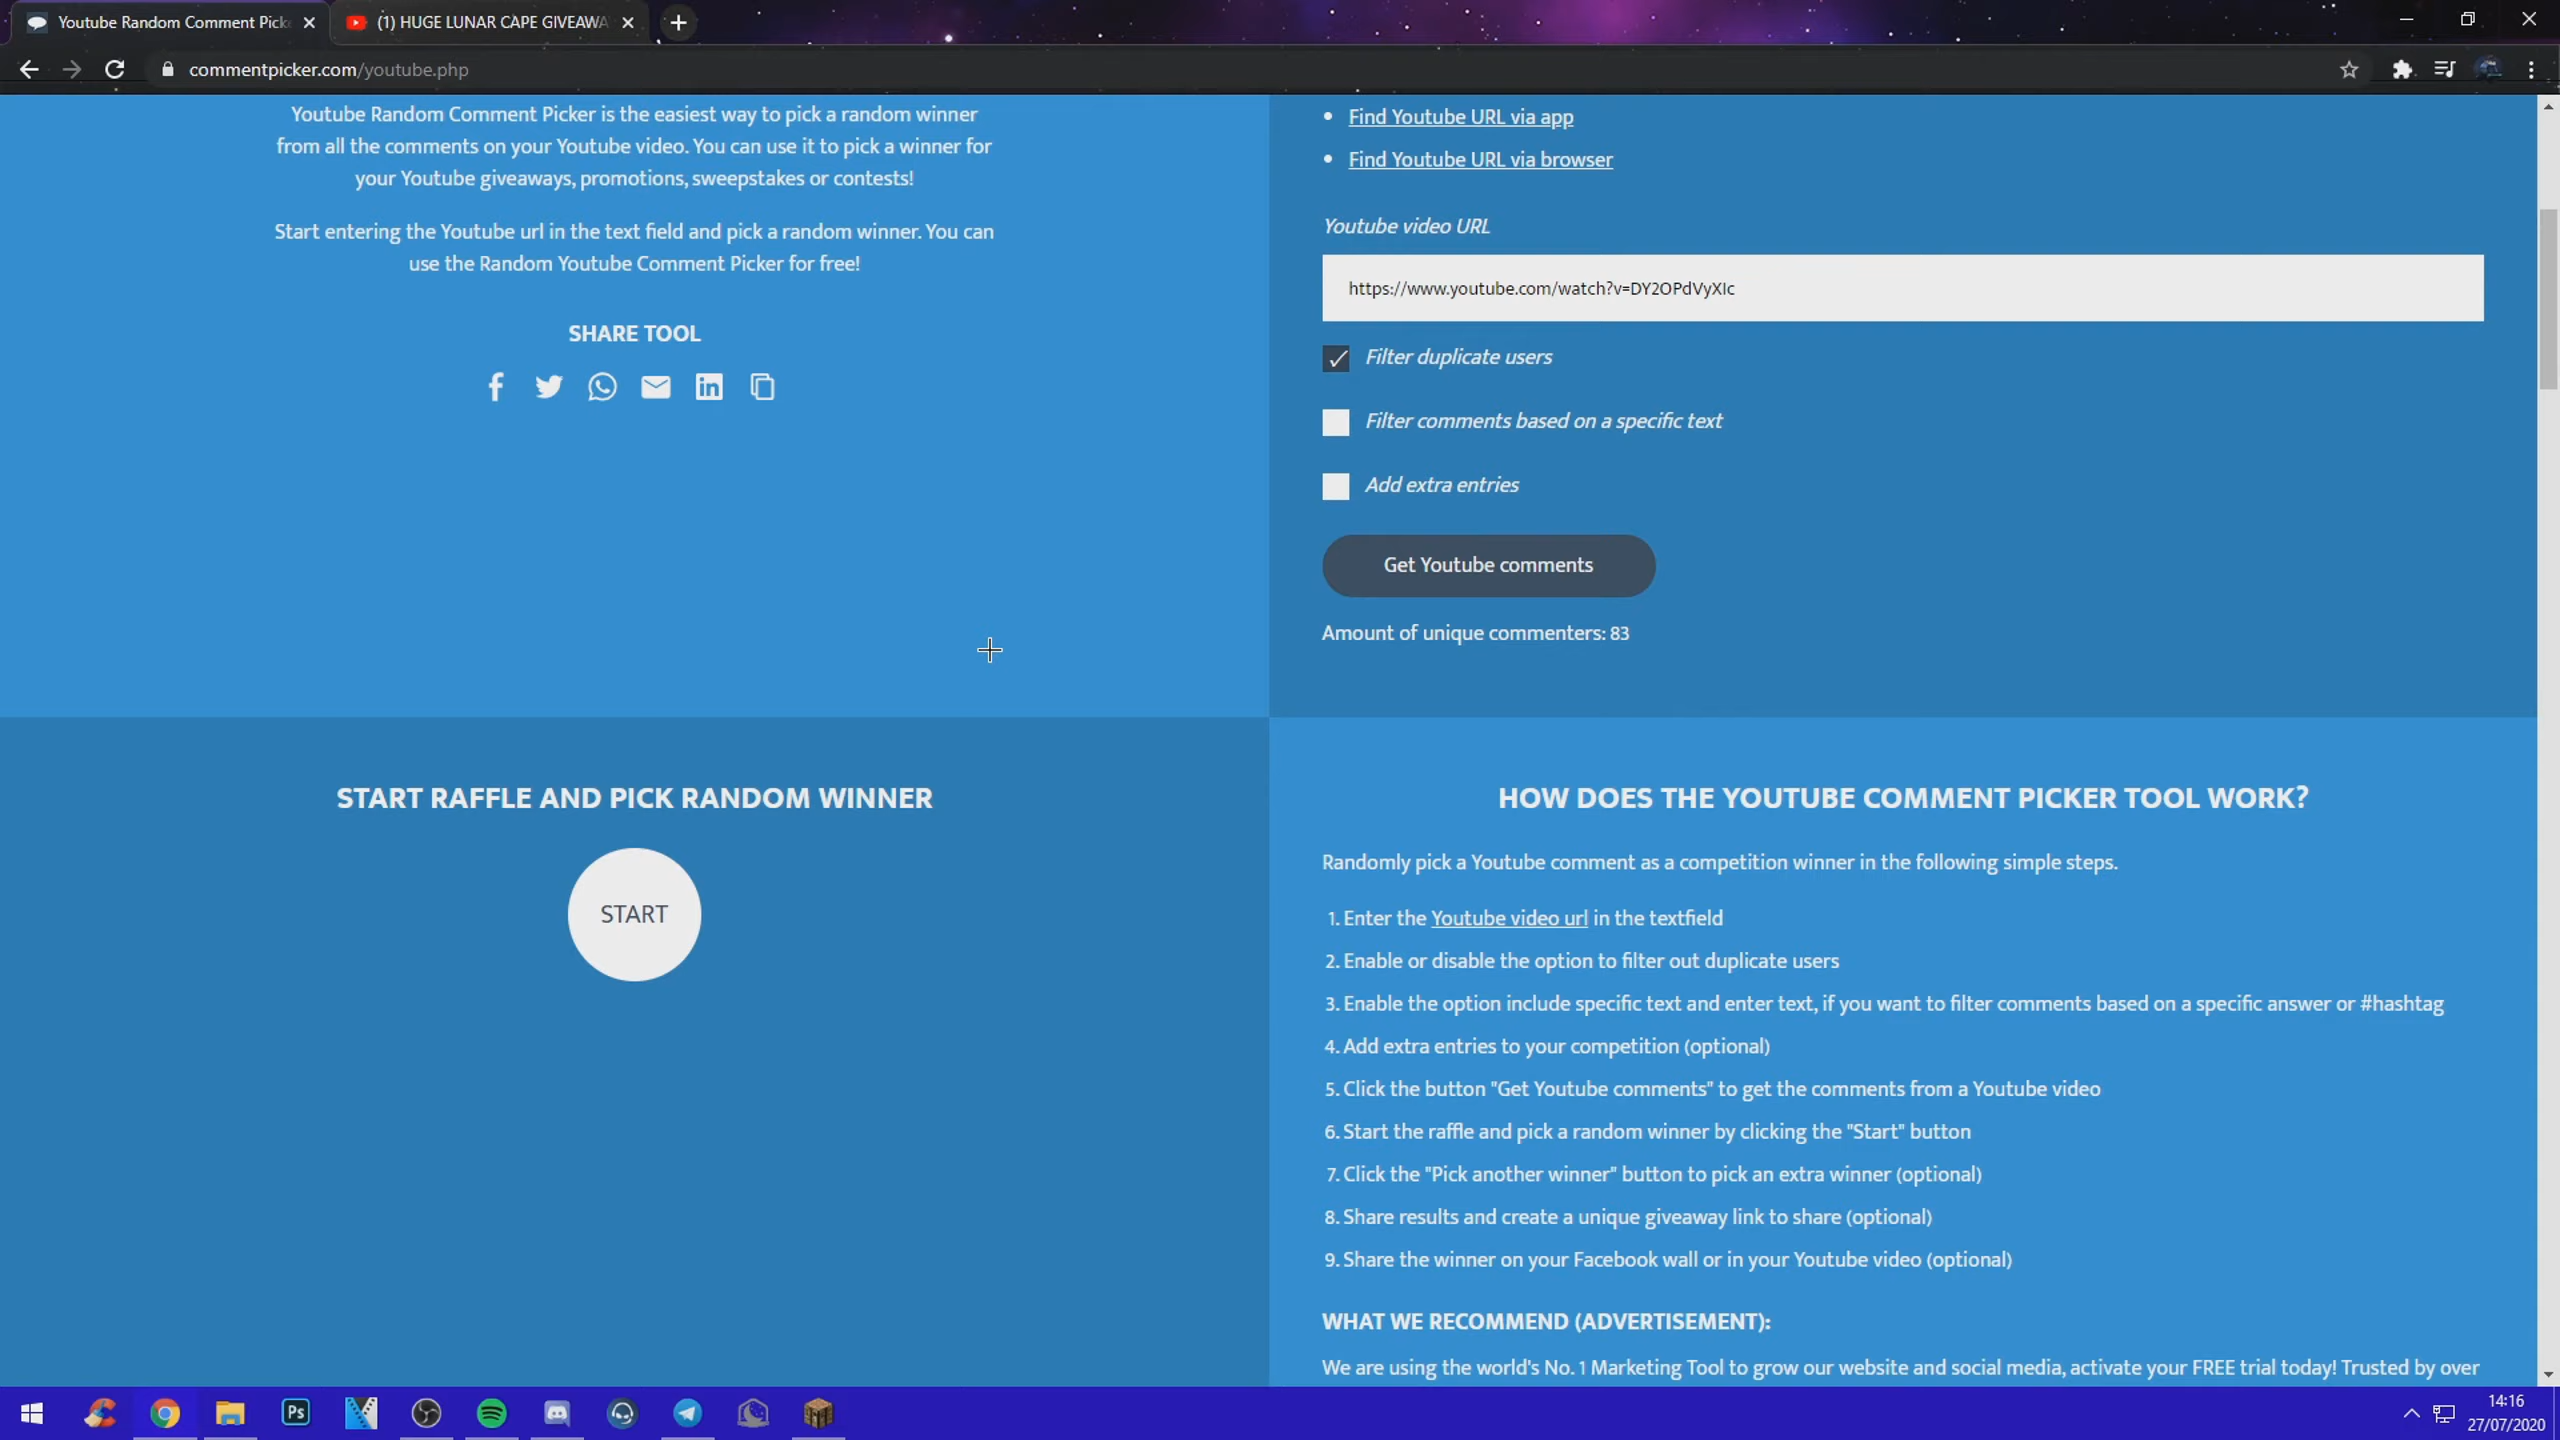 Youtube Random Comment Pick
(1) HUGE LUNAR CAPE GIVEAWA
commentpicker.com/youtube.php
Youtube Random Comment Picker is the easiest way to pick a random winner
from all the comments on your Youtube video. You can use it to pick a winner for
your Youtube giveaways, promotions, sweepstakes or contests!
Start entering the Youtube url in the text field and pick a random winner. You can
use the Random Youtube Comment Picker for free!
SHARE TOOL
Find Youtube URL via app
Find Youtube URL via browser
Youtube video URL
https://www.youtube.com/watch?v=DY2OPdVyXIc
Filter duplicate users
Filter comments based on a specific text
Add extra entries
Get Youtube comments
Amount of unique commenters: 83
START RAFFLE AND PICK RANDOM WINNER
START
HOW DOES THE YOUTUBE COMMENT PICKER TOOL WORK?
Randomly pick a Youtube comment as a competition winner in the following simple steps.
1. Enter the Youtube video url in the textfield
2. Enable or disable the option to filter out duplicate users
3. Enable the option include specific text and enter text, if you want to filter comments based on a specific answer or #hashtag
4. Add extra entries to your competition (optional)
5. Click the button "Get Youtube comments" to get the comments from a Youtube video
6. Start the raffle and pick a random winner by clicking the "Start" button
7. Click the "Pick another winner" button to pick an extra winner (optional)
8. Share results and create a unique giveaway link to share (optional)
9. Share the winner on your Facebook wall or in your Youtube video (optional)
WHAT WE RECOMMEND (ADVERTISEMENT):
We are using the world's No. 1 Marketing Tool to grow our website and social media, activate your FREE trial today! Trusted by over
Ps
14:16
27/07/2020